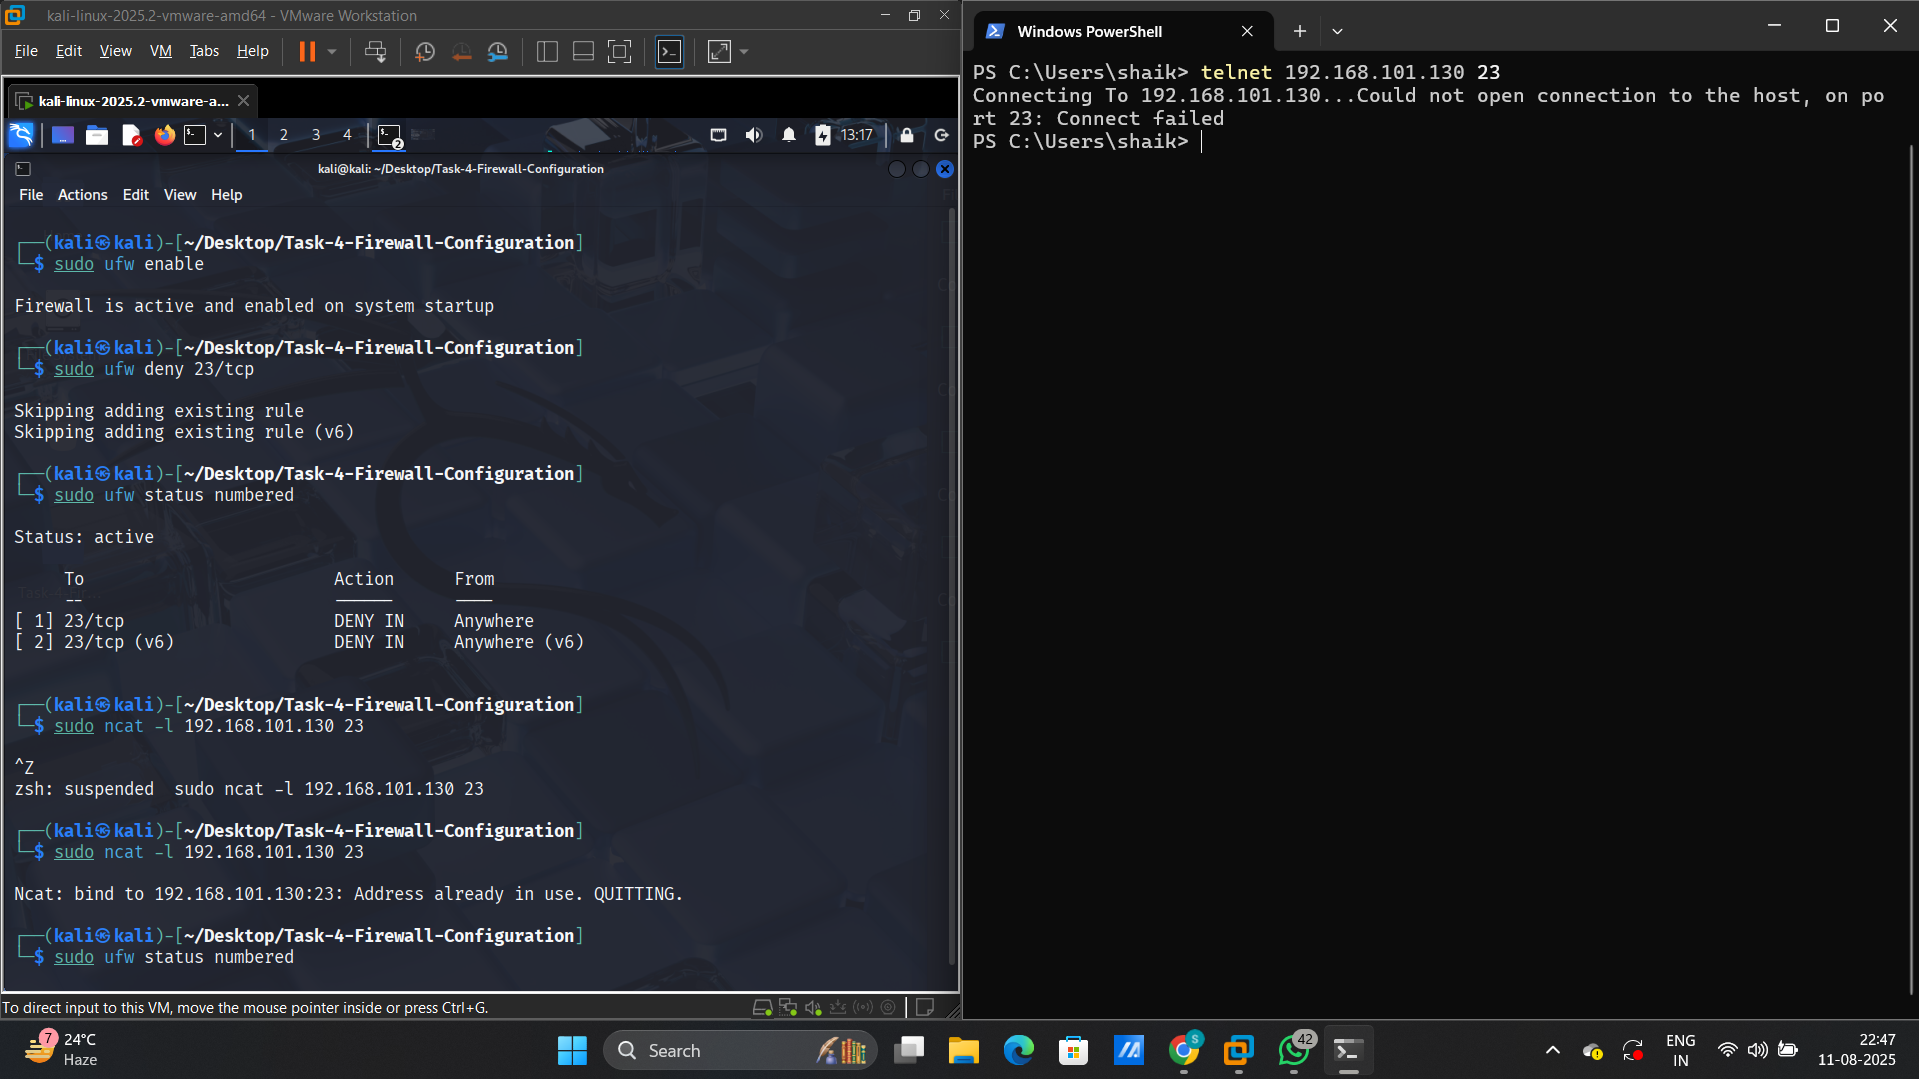 kali-linux-2025.2-vmware-amd64 - VMware Workstation
File Edit View VM Tabs Help
kali-linux-2025.2-vmware-a...
1 2 3 4
2
13:17
kali@kali: ~/Desktop/Task-4-Firewall-Configuration
File Actions Edit View Help
┌──(kali㉿kali)-[~/Desktop/Task-4-Firewall-Configuration]
└─$ sudo ufw enable
Firewall is active and enabled on system startup
┌──(kali㉿kali)-[~/Desktop/Task-4-Firewall-Configuration]
└─$ sudo ufw deny 23/tcp
Skipping adding existing rule
Skipping adding existing rule (v6)
┌──(kali㉿kali)-[~/Desktop/Task-4-Firewall-Configuration]
└─$ sudo ufw status numbered
Status: active
To Action From
-- ------ ----
[ 1] 23/tcp DENY IN Anywhere
[ 2] 23/tcp (v6) DENY IN Anywhere (v6)
┌──(kali㉿kali)-[~/Desktop/Task-4-Firewall-Configuration]
└─$ sudo ncat -l 192.168.101.130 23
^Z
zsh: suspended  sudo ncat -l 192.168.101.130 23
┌──(kali㉿kali)-[~/Desktop/Task-4-Firewall-Configuration]
└─$ sudo ncat -l 192.168.101.130 23
Ncat: bind to 192.168.101.130:23: Address already in use. QUITTING.
┌──(kali㉿kali)-[~/Desktop/Task-4-Firewall-Configuration]
└─$ sudo ufw status numbered
To direct input to this VM, move the mouse pointer inside or press Ctrl+G.
Windows PowerShell
PS C:\Users\shaik> telnet 192.168.101.130 23
Connecting To 192.168.101.130...Could not open connection to the host, on po
rt 23: Connect failed
PS C:\Users\shaik>
7
24°C
Haze
Search
S
42
ENG
IN
22:47
11-08-2025